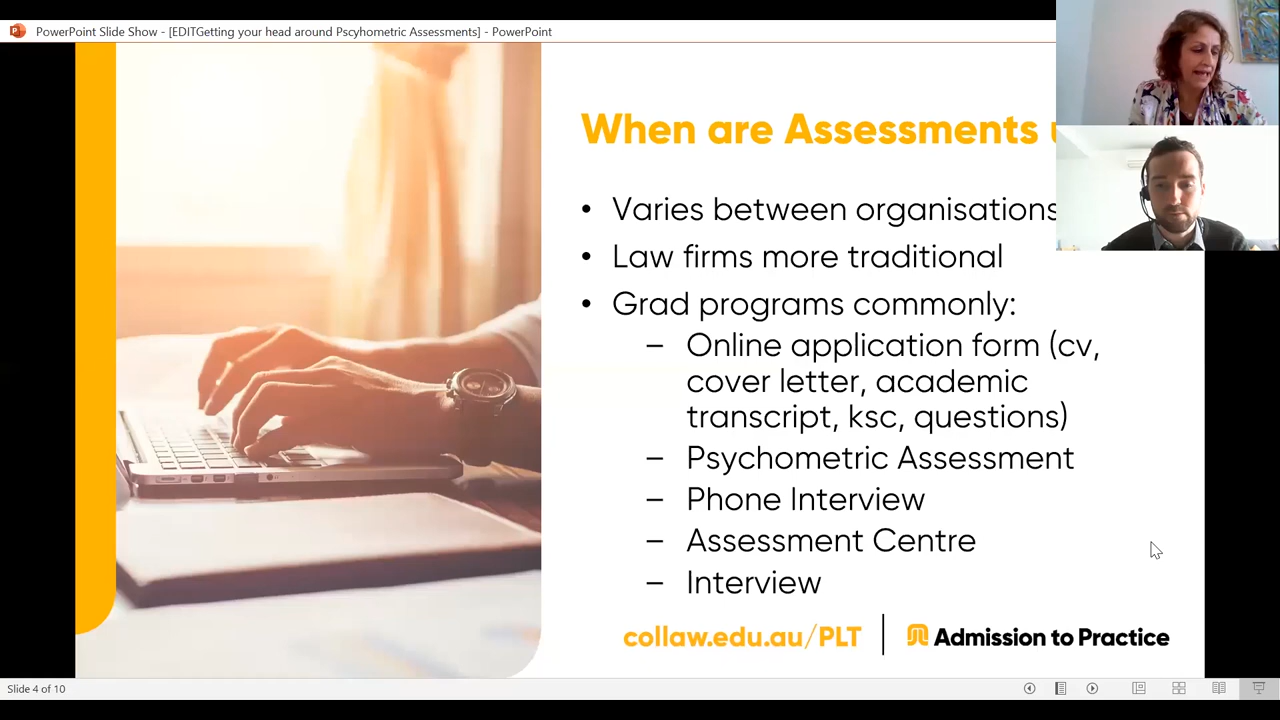 PowerPoint Slide Show - [EDITGetting your head around Pscyhometric Assessments] - PowerPoint
When are Assessments
• Varies between organisations
• Law firms more traditional
• Grad programs commonly:
– Online application form (cv,
cover letter, academic
transcript, ksc, questions)
– Psychometric Assessment
– Phone Interview
– Assessment Centre
– Interview
collaw.edu.au/PLT
Admission to Practice
Slide 4 of 10